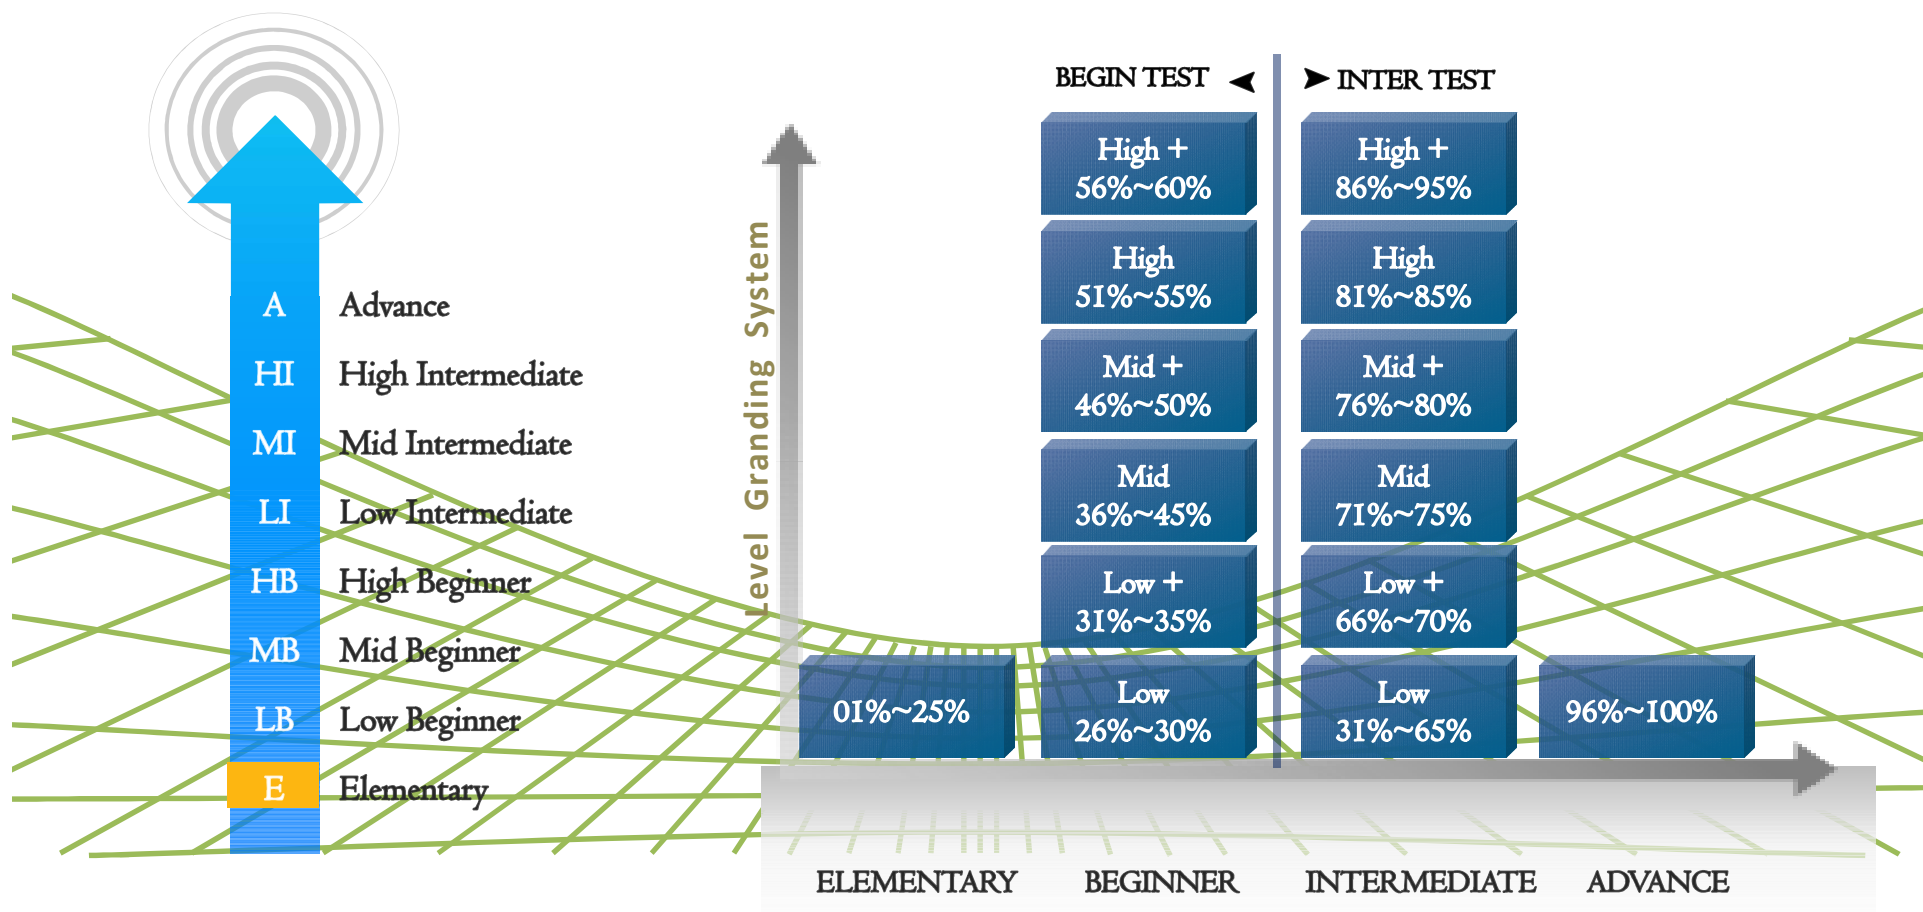 A Advance
HI High Intermediate
MI Mid Intermediate
LI Low Intermediate
HB High Beginner
MB Mid Beginner
LB Low Beginner
E Elementary
Level Granding System
BEGIN TEST
High +
56%~60%
High
51%~55%
Mid +
46%~50%
Mid
36%~45%
Low +
31%~35%
Low
26%~30%
INTER TEST
High +
86%~95%
High
81%~85%
Mid +
76%~80%
Mid
71%~75%
Low +
66%~70%
Low
31%~65%
01%~25%
96%~100%
ELEMENTARY BEGINNER INTERMEDIATE ADVANCE